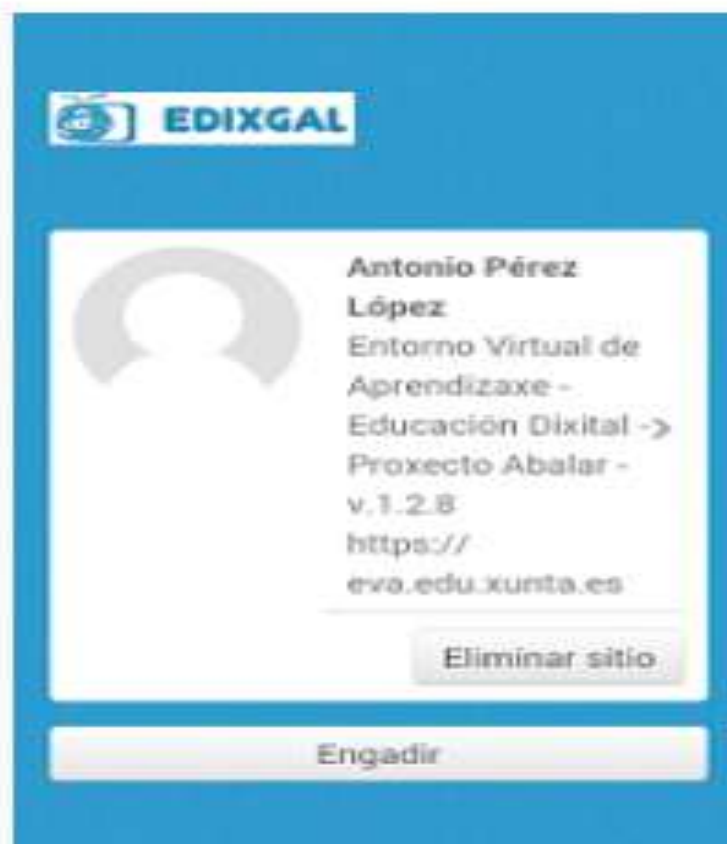 EDIXGAL
Antonio Pérez
López
Entorno Virtual de
Aprendizaxe -
Educación Dixital -
Proxecto Abalar -
v.1.2.8
https://
eva.edu.xunta.es
Eliminar sitio
Engadir